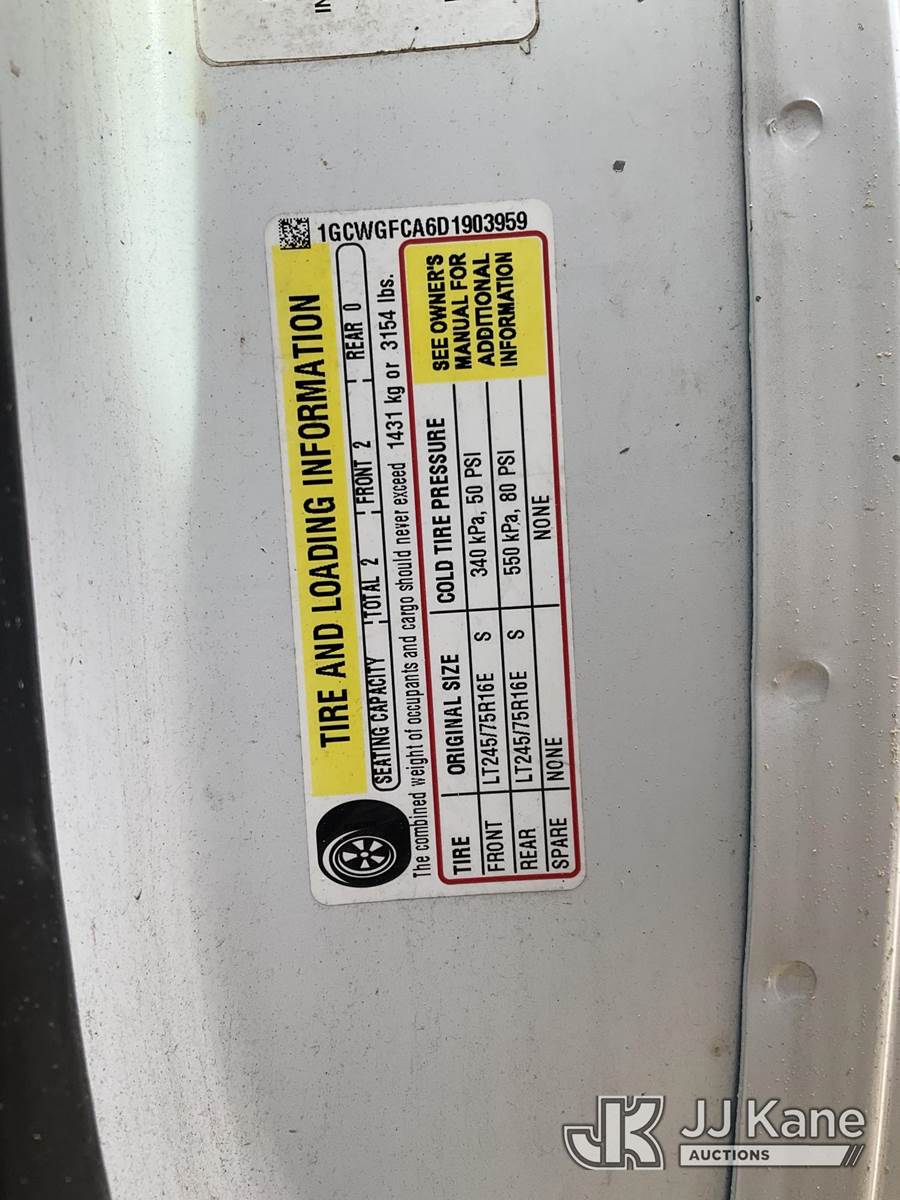 1GCWGFCA6D1903959
TIRE AND LOADING INFORMATION
SEATING CAPACITY TOTAL 2 FRONT 2 REAR 0
The combined weight of occupants and cargo should never exceed 1431 kg or 3154 lbs.
TIRE ORIGINAL SIZE COLD TIRE PRESSURE
FRONT LT245/75R16E S 340 kPa, 50 PSI
REAR LT245/75R16E S 550 kPa, 80 PSI
SPARE NONE NONE
SEE OWNER'S
MANUAL FOR
ADDITIONAL
INFORMATION
JK JJ Kane
AUCTIONS